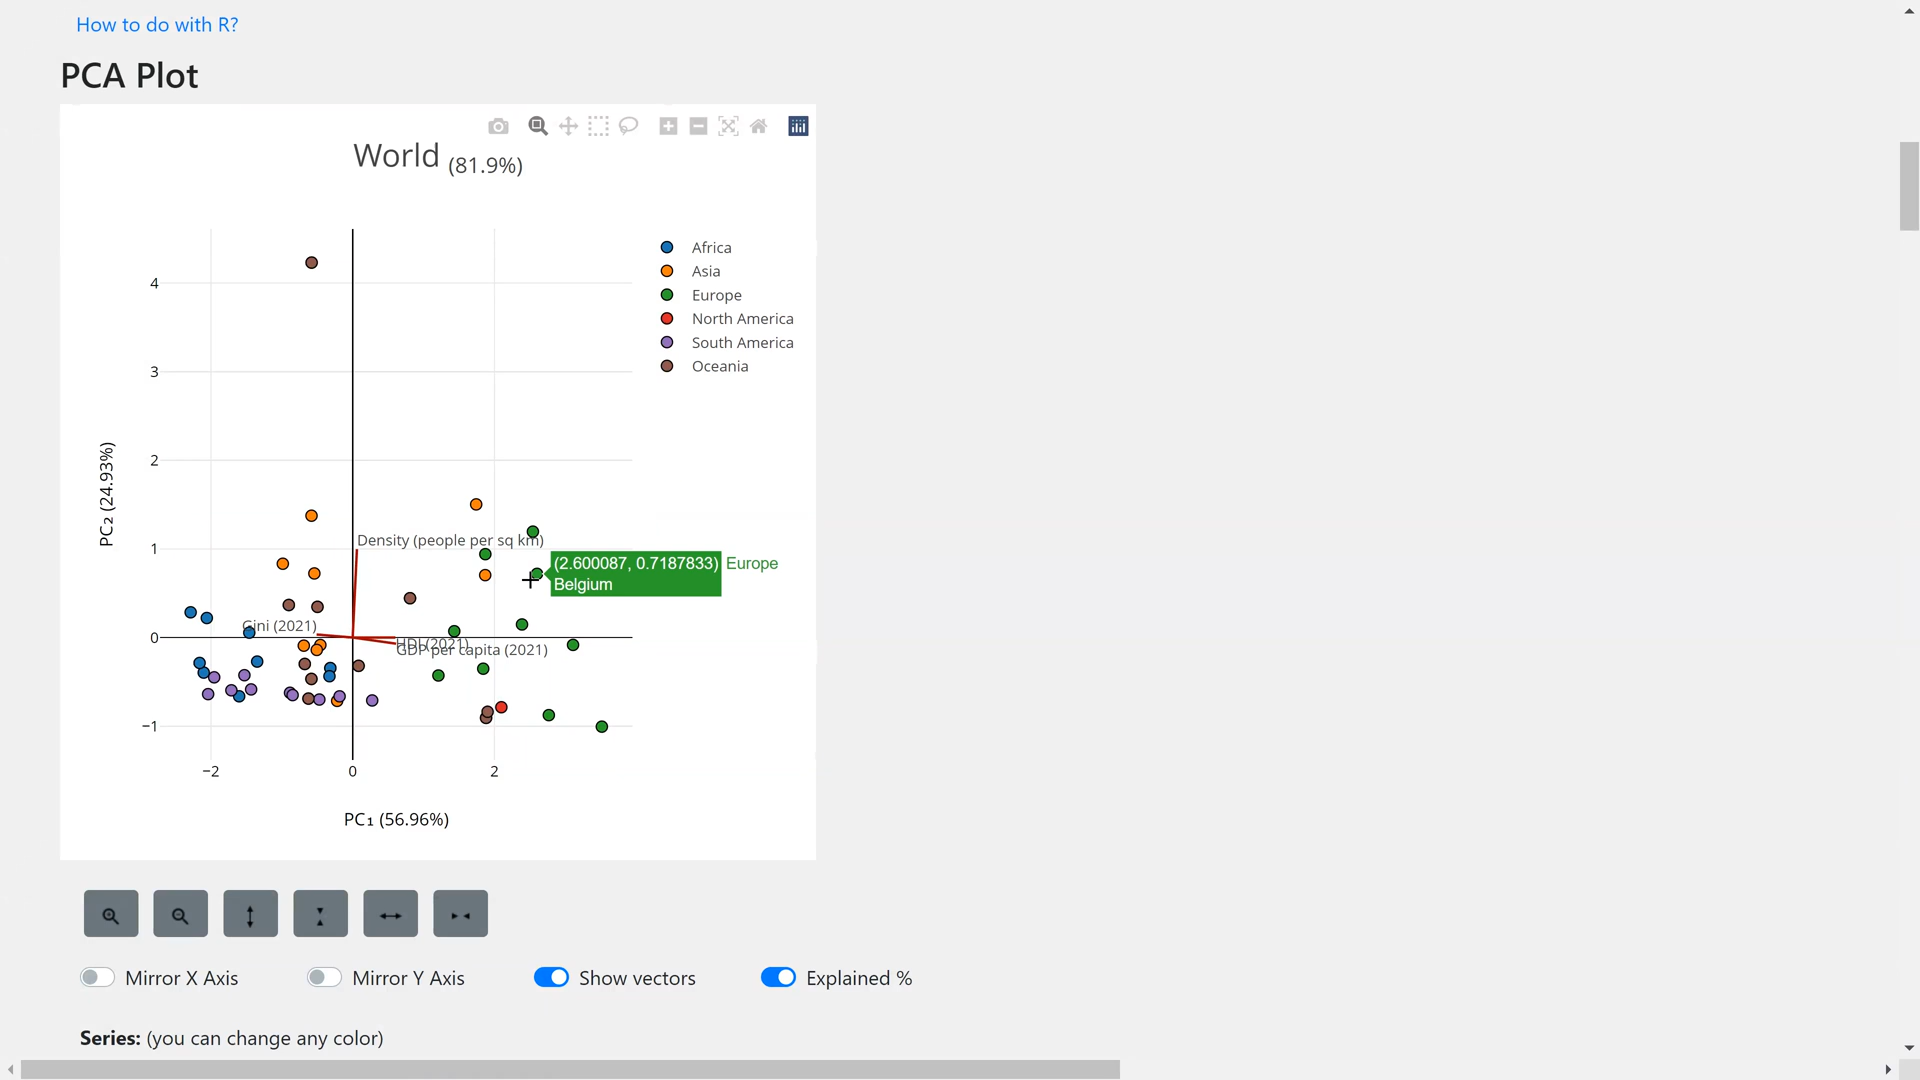 How to do with R?
PCA Plot
World (81.9%)
Africa
Asia
Europe
North America
South America
Oceania
4
3
2
1
0
−1
PC₂ (24.93%)
Density (people per sq km)
(2.600087, 0.7187833) Europe
Belgium
Gini (2021)
HDI (2021)
GDP per capita (2021)
−2
0
2
PC₁ (56.96%)
Mirror X Axis
Mirror Y Axis
Show vectors
Explained %
Series: (you can change any color)